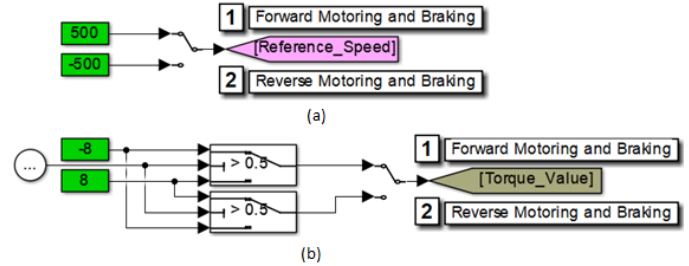 1 Forward Motoring and Braking
500
[Reference_Speed]
-500
2 Reverse Motoring and Braking
(a)
-8
1 Forward Motoring and Braking
...
> 0.5
8
[Torque_Value]
> 0.5
2 Reverse Motoring and Braking
(b)